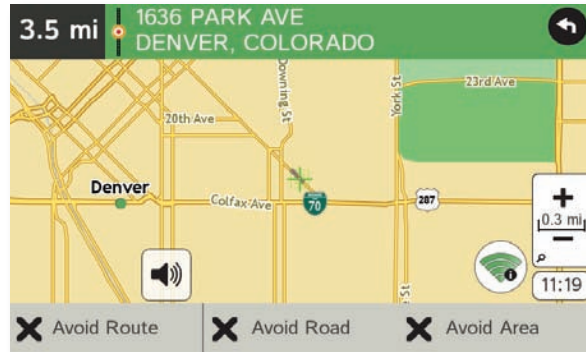 3.5 mi
1636 PARK AVE
DENVER, COLORADO
Downing St
York St
23rd Ave
20th Ave
Denver
Colfax Ave
70
287
+
0.3 mi
−
i
11:19
St
Avoid Route
Avoid Road
Avoid Area